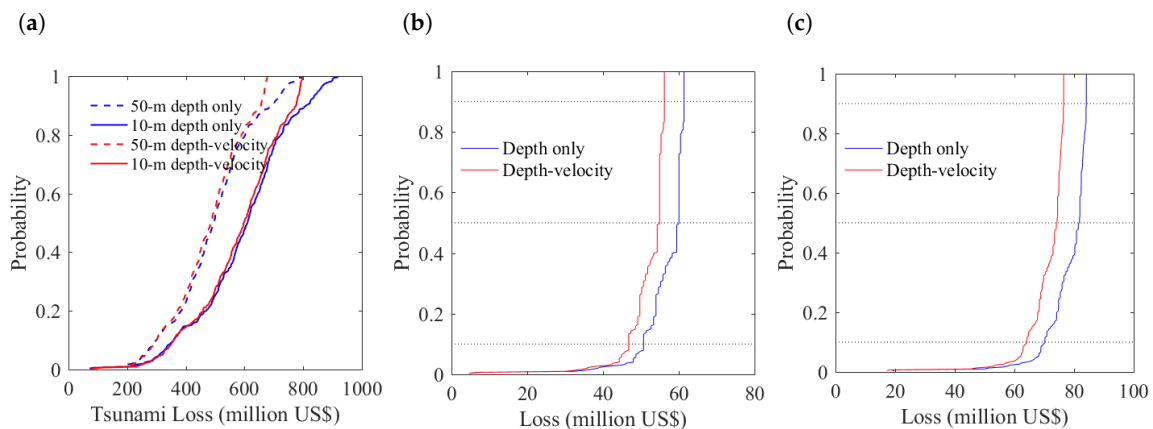 (a)
1
0.8
0.6
0.4
0.2
0
Probability
50-m depth only
10-m depth only
50-m depth-velocity
10-m depth-velocity
0 200 400 600 800 1000
Tsunami Loss (million US$)
(b)
1
0.8
0.6
0.4
0.2
0
Probability
Depth only
Depth-velocity
0 20 40 60 80
Loss (million US$)
(c)
1
0.8
0.6
0.4
0.2
0
Probability
Depth only
Depth-velocity
0 20 40 60 80 100
Loss (million US$)